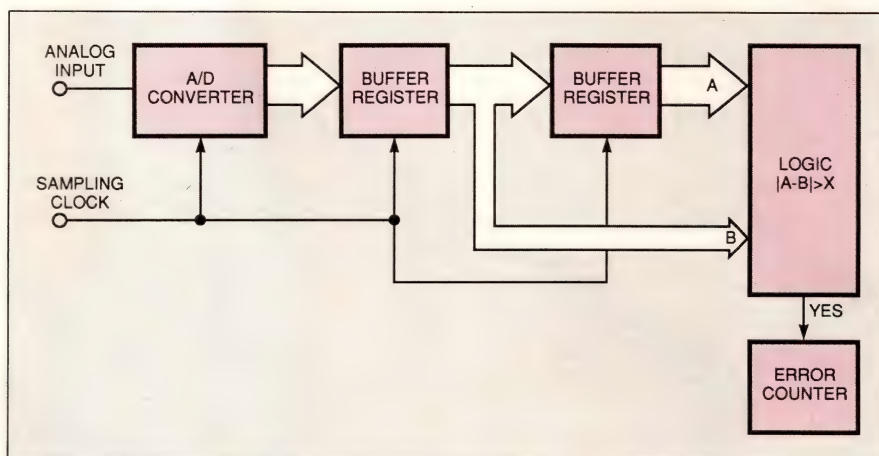 ANALOG
INPUT
A/D
CONVERTER
BUFFER
REGISTER
BUFFER
REGISTER
A
LOGIC
|A-B|>X
SAMPLING
CLOCK
B
YES
ERROR
COUNTER